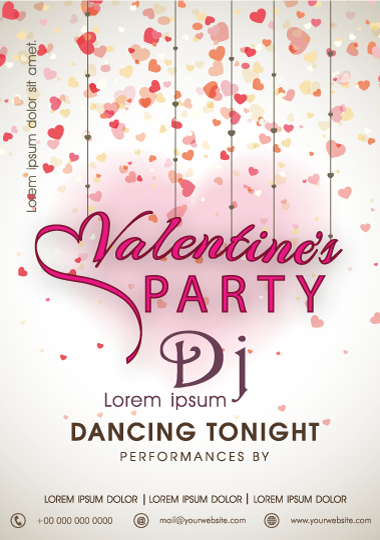 Lorem ipsum dolor sit amet.
Valentine's
PARTY
Dj
Lorem ipsum
DANCING TONIGHT
PERFORMANCES BY
LOREM IPSUM DOLOR | LOREM IPSUM DOLOR | LOREM IPSUM DOLOR
+00 000 000 0000 mail@yourwebsite.com www.yourwebsite.com